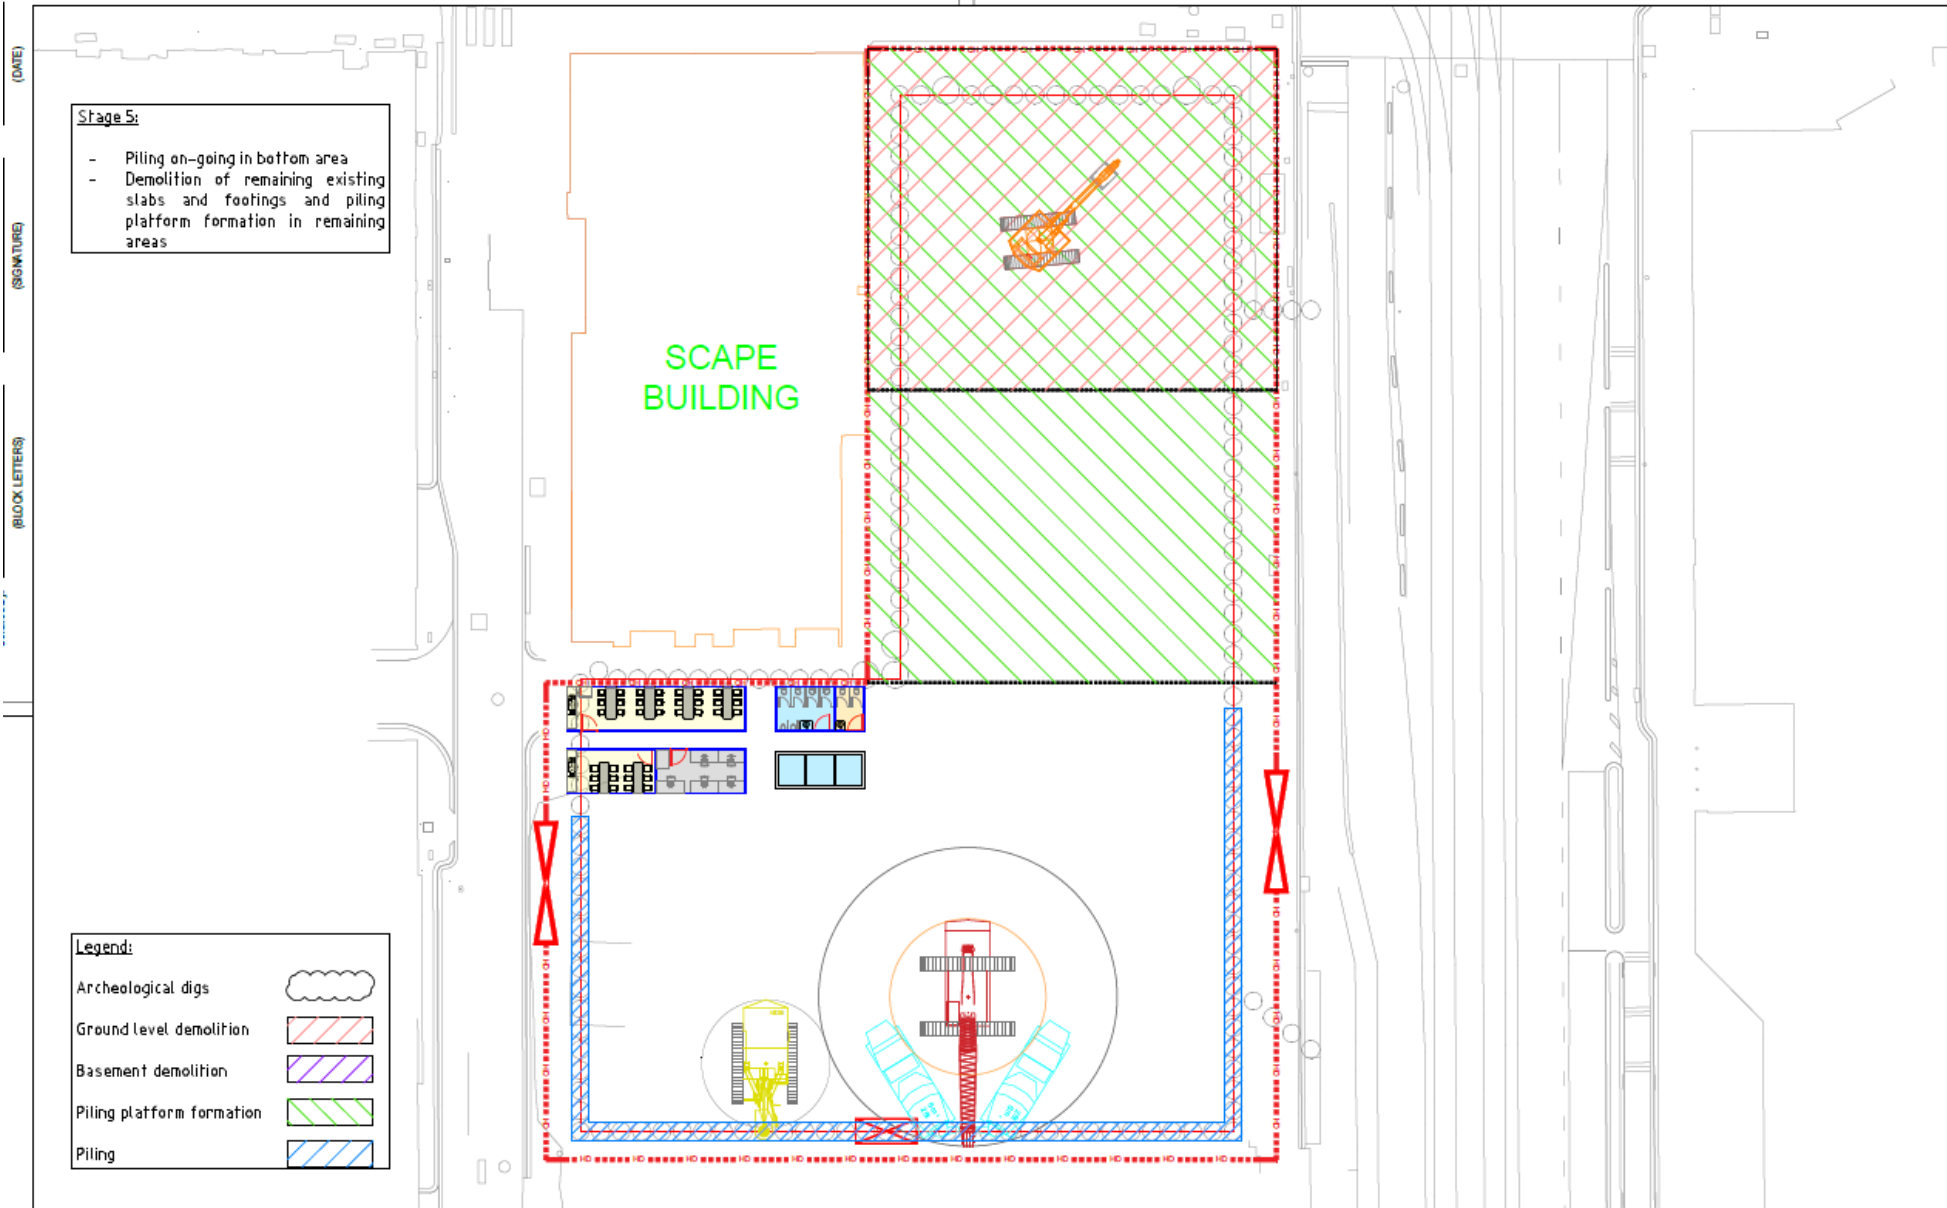 (DATE)
(SIGNATURE)
(BLOCK LETTERS)
Stage 5:
- Piling on-going in bottom area
- Demolition of remaining existing
slabs and footings and piling
platform formation in remaining
areas
SCAPE
BUILDING
Legend:
Archeological digs
Ground level demolition
Basement demolition
Piling platform formation
Piling